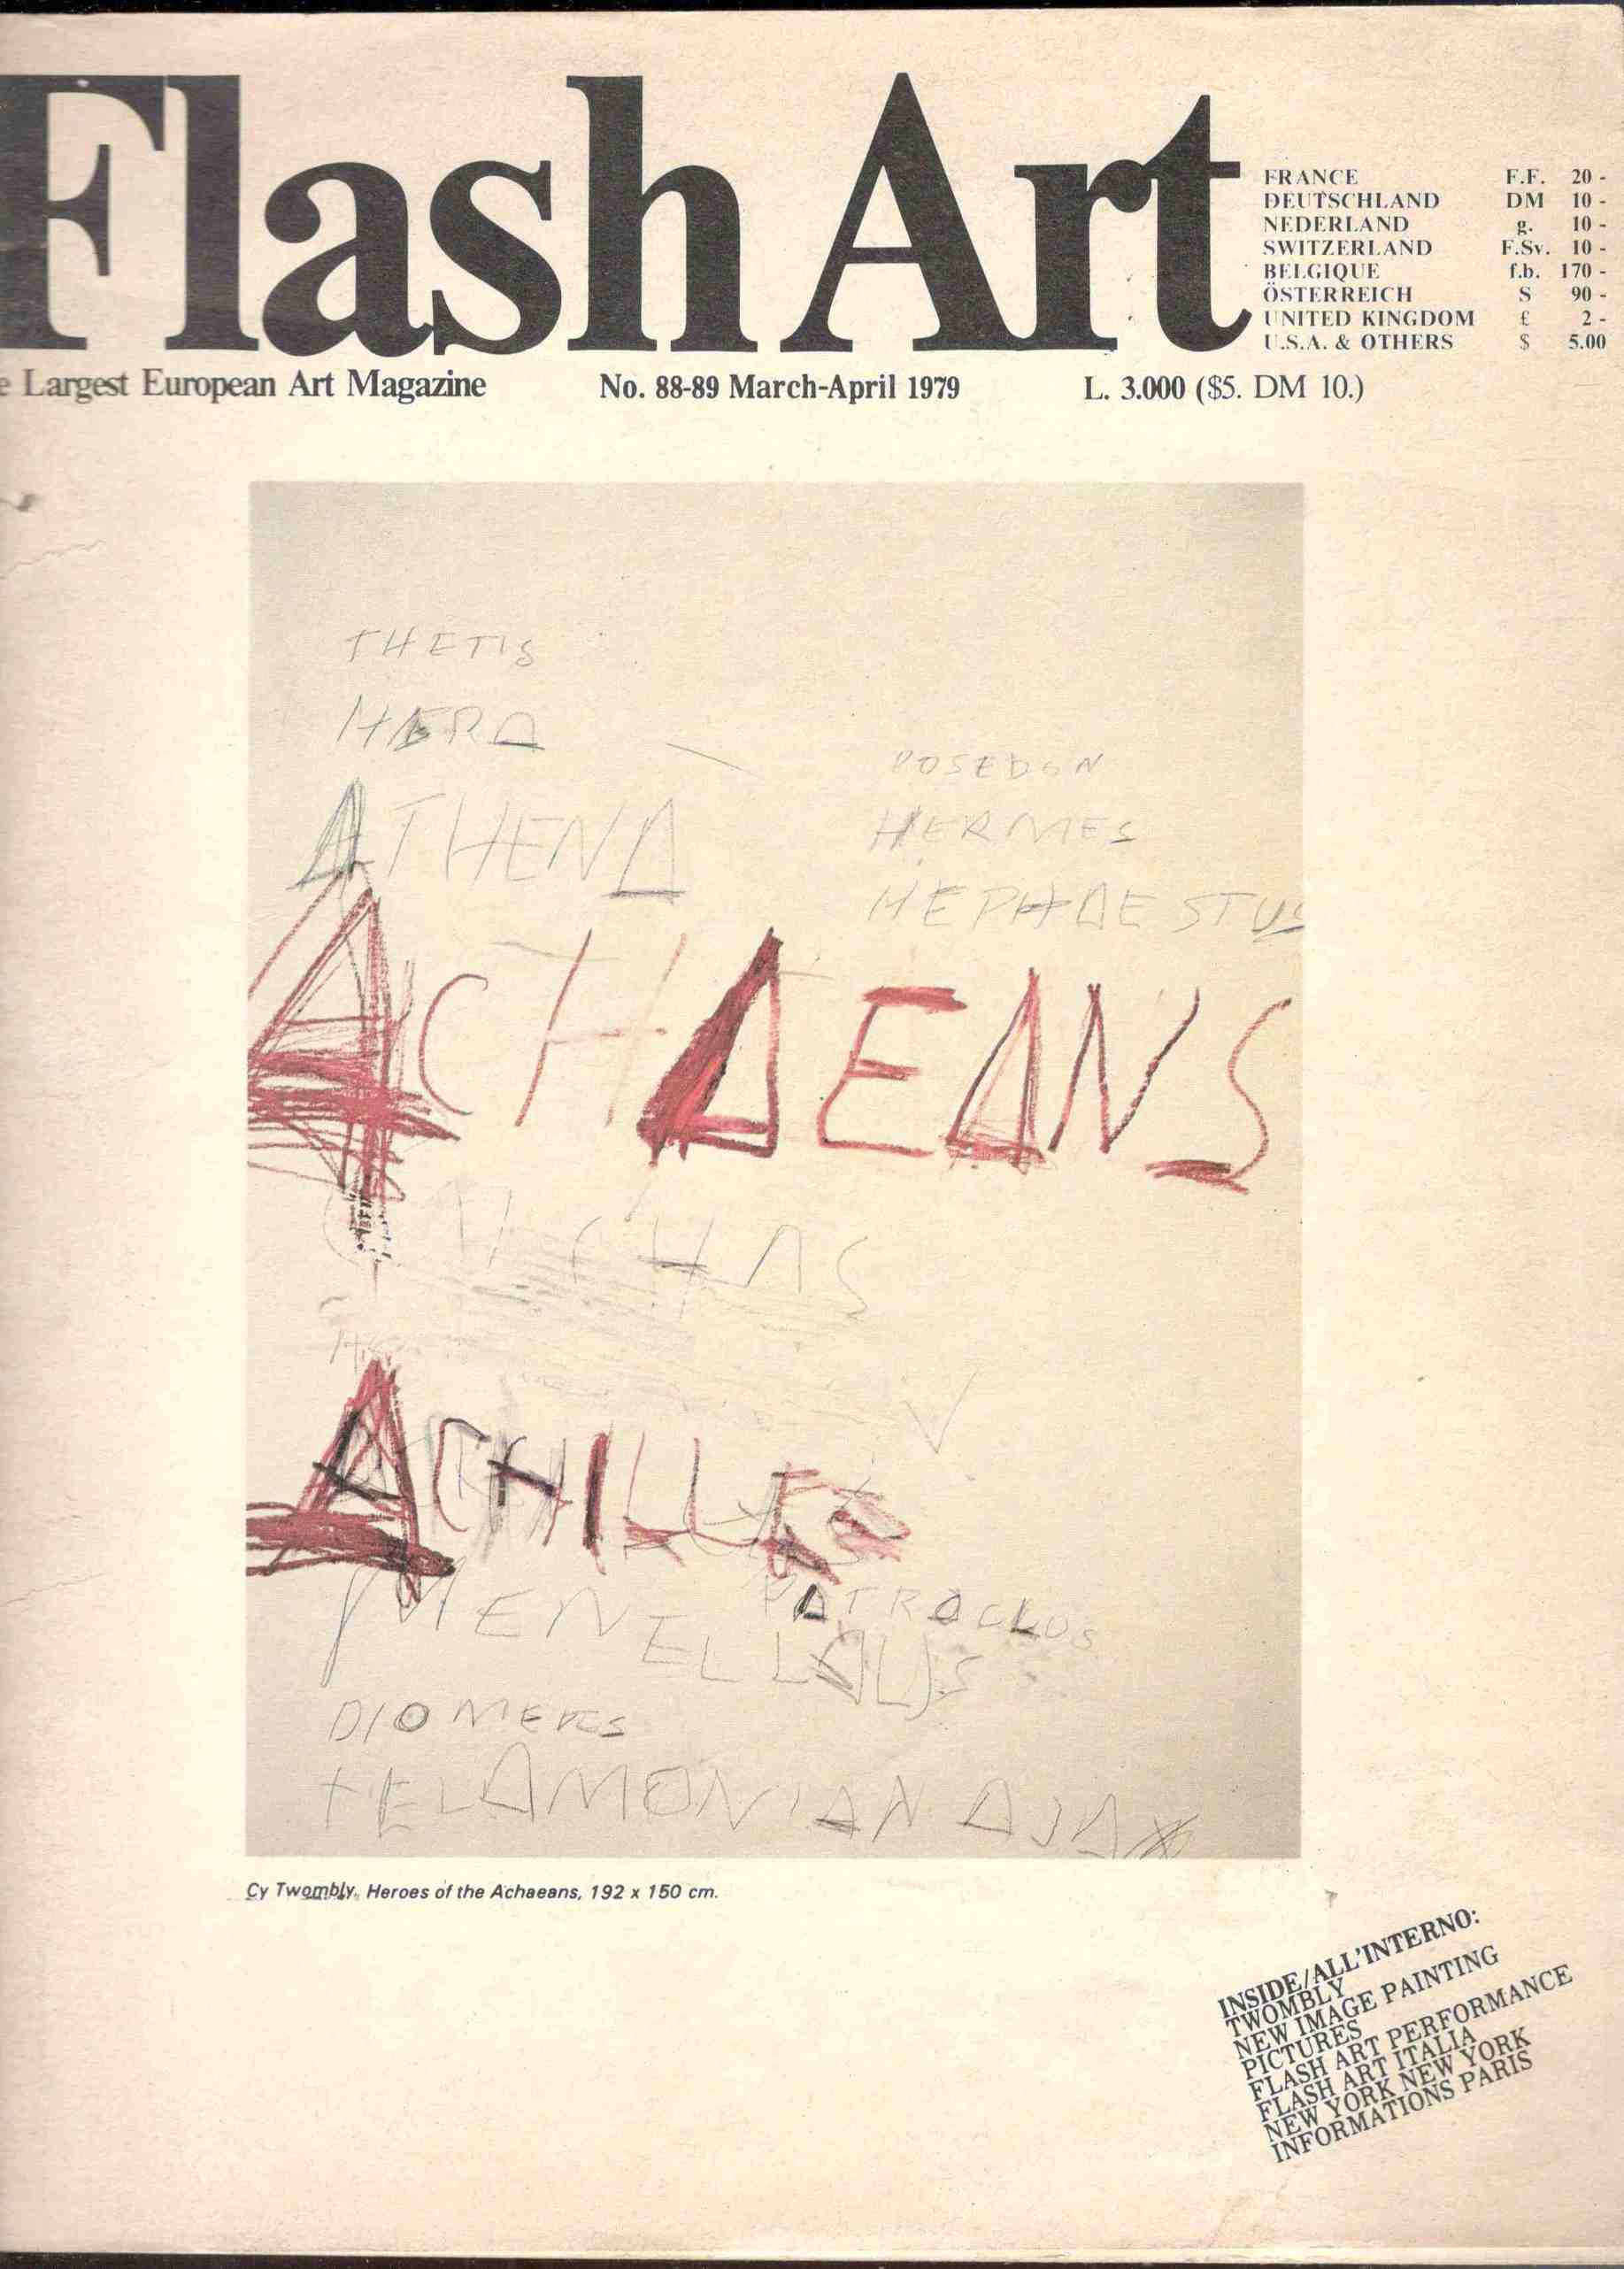 Flash Art
FRANCE F.F. 20 -
DEUTSCHLAND DM 10 -
NEDERLAND g. 10 -
SWITZERLAND F.Sv. 10 -
BELGIQUE f.b. 170 -
ÖSTERREICH S 90 -
UNITED KINGDOM £ 2 -
U.S.A. & OTHERS $ 5.00
e Largest European Art Magazine No. 88-89 March-April 1979 L. 3.000 ($5. DM 10.)
THETIS
HERA
POSEDON
ATHENA
HERMES
HEPHAESTUS
ACHAEANS
ACHILLES
PATROCLUS
MENELLAUS
DIOMEDES
TELAMONIAN AJAX
Cy Twombly, Heroes of the Achaeans, 192 x 150 cm.
INSIDE/ALL'INTERNO:
TWOMBLY
NEW IMAGE PAINTING
PICTURES
FLASH ART PERFORMANCE
FLASH ART ITALIA
NEW YORK NEW YORK
INFORMATIONS PARIS